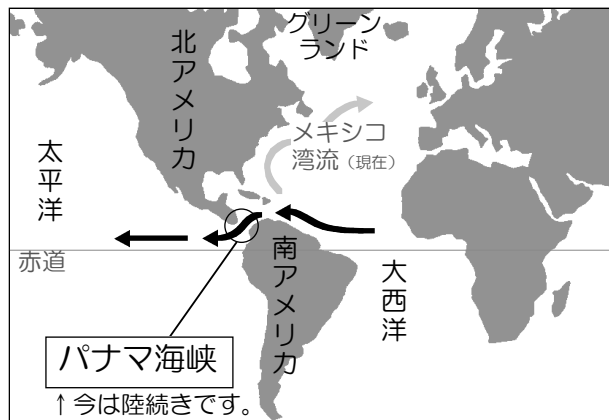 グリーン
ランド
北アメリカ
メキシコ
湾流（現在）
太平洋
赤道
南アメリカ
大西洋
パナマ海峡
↑今は陸続きです。